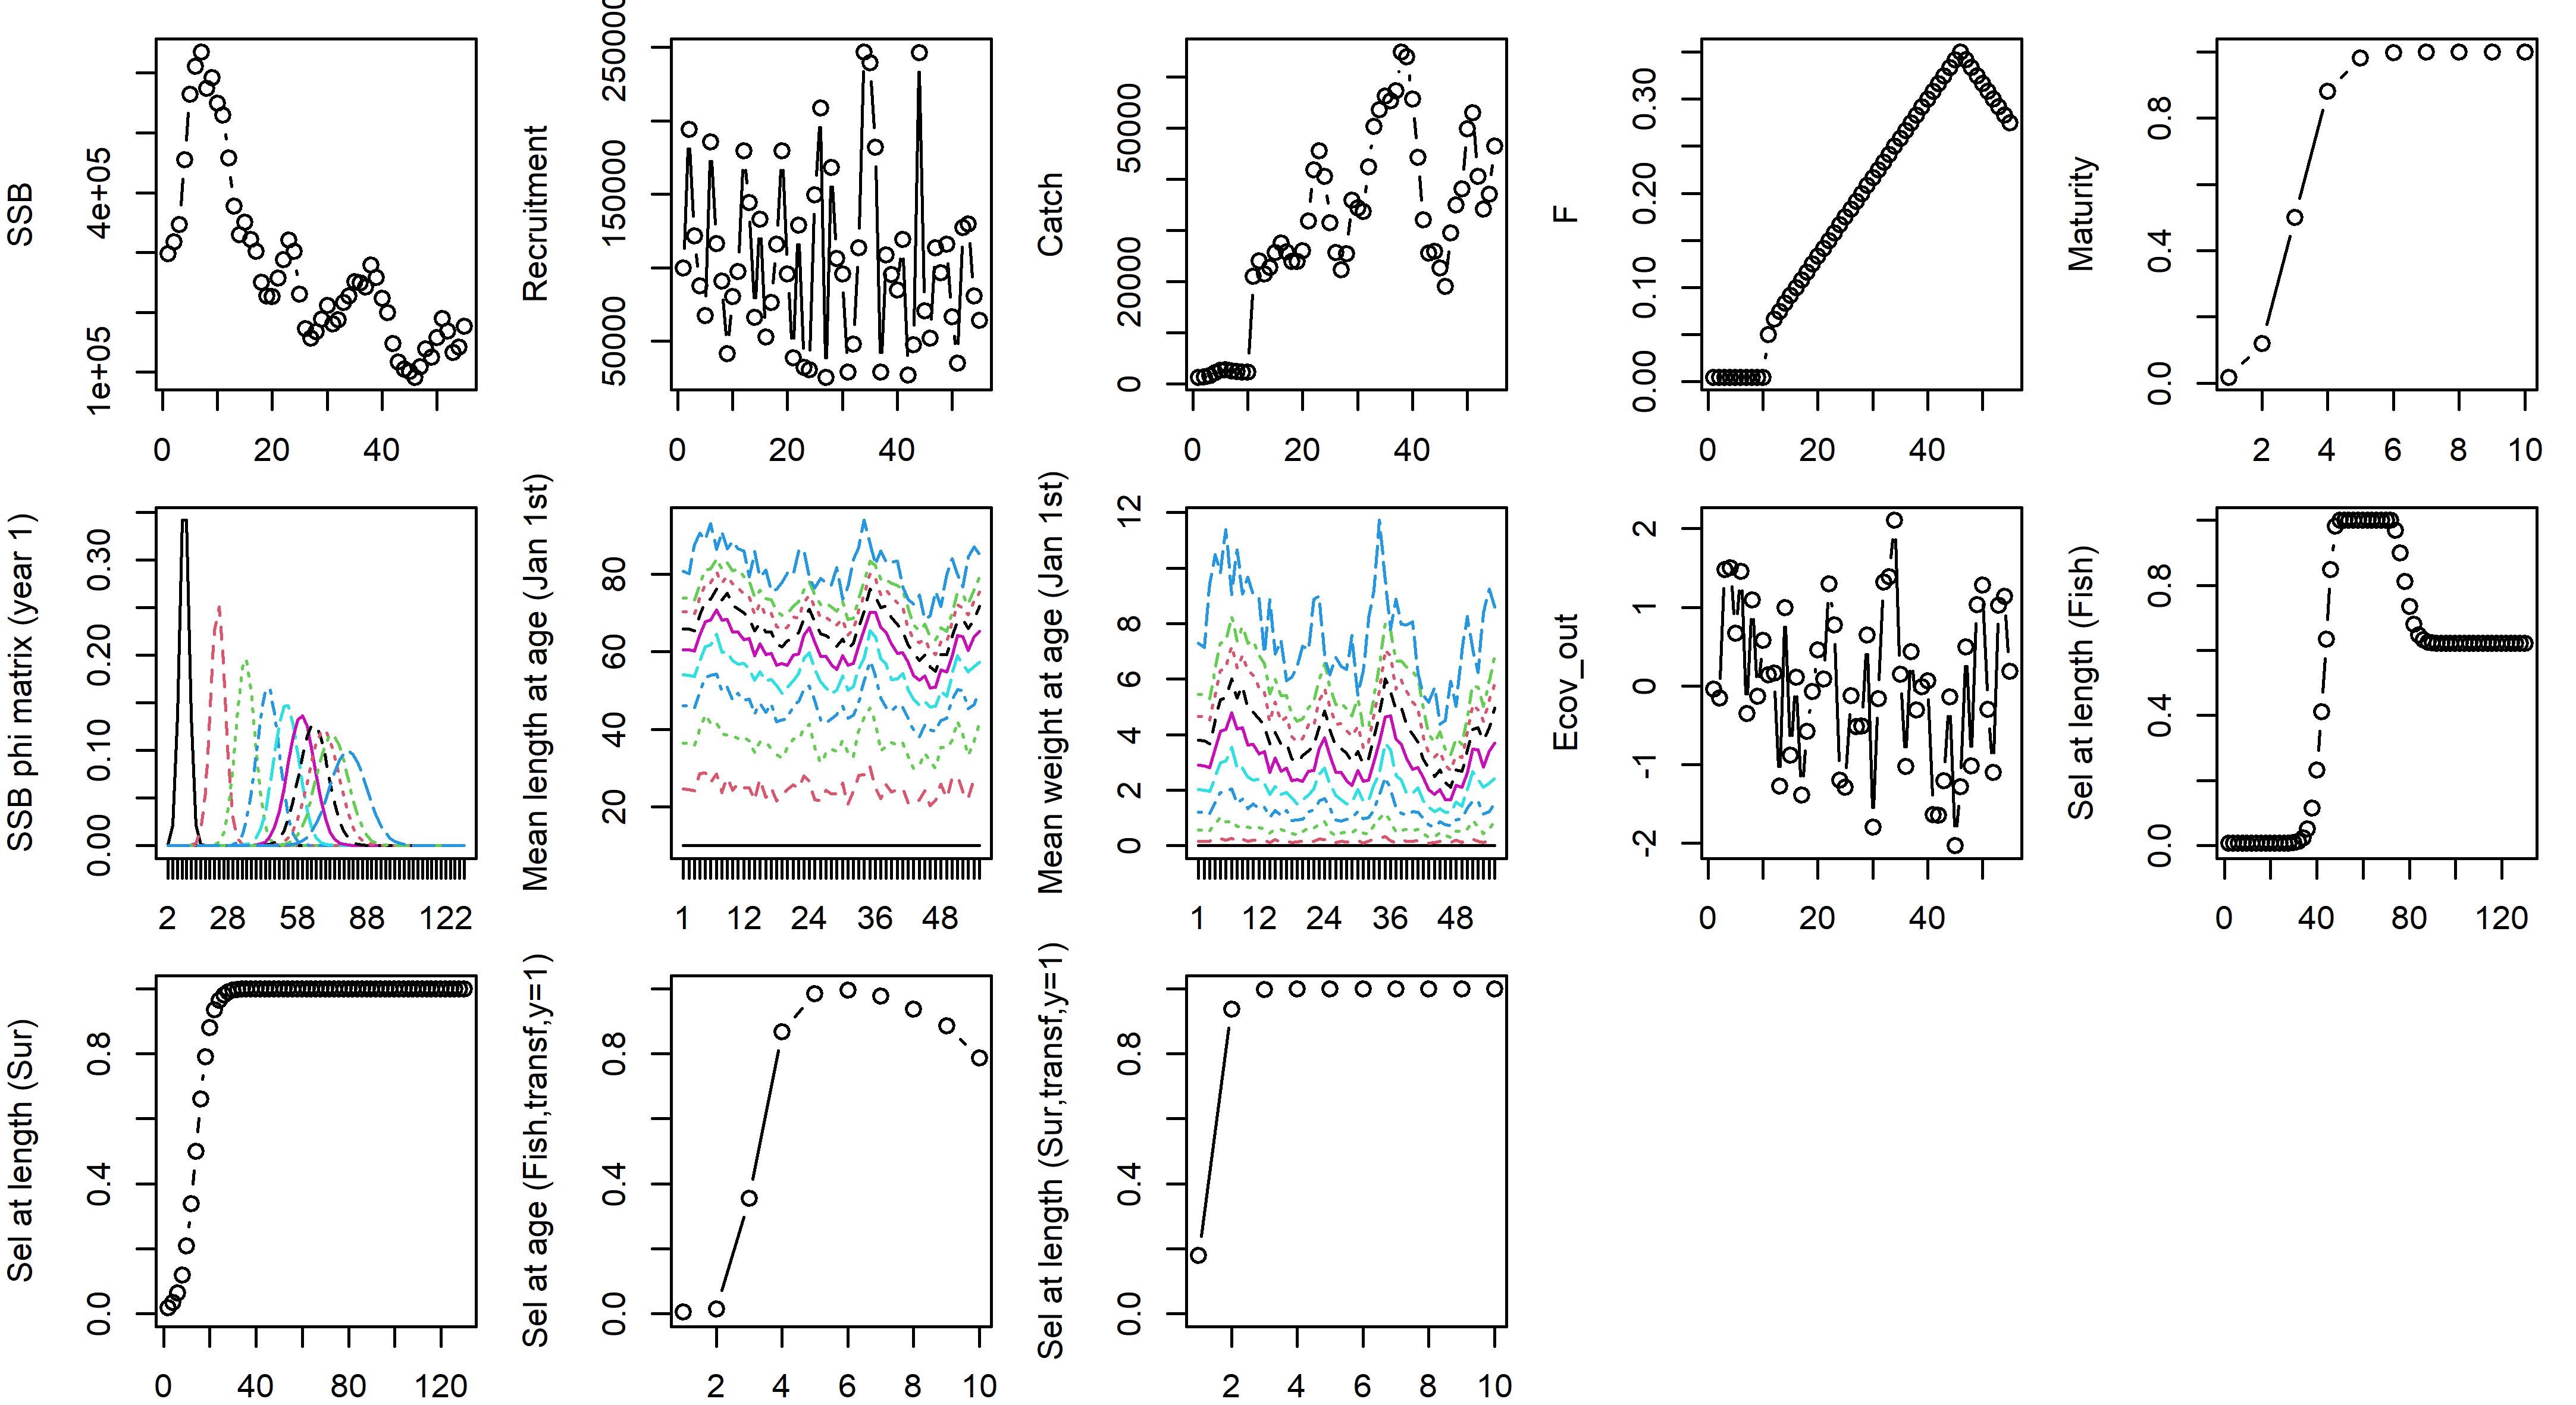 SSB
1e+05 4e+05
0 20 40
Recruitment
50000 150000 250000
0 20 40
Catch
0 20000 50000
0 20 40
F
0.00 0.10 0.20 0.30
0 20 40
Maturity
0.0 0.4 0.8
2 4 6 8 10
SSB phi matrix (year 1)
0.00 0.10 0.20 0.30
2 28 58 88 122
Mean length at age (Jan 1st)
20 40 60 80
1 12 24 36 48
Mean weight at age (Jan 1st)
0 2 4 6 8 12
1 12 24 36 48
Ecov_out
-2 -1 0 1 2
0 20 40
Sel at length (Fish)
0.0 0.4 0.8
0 40 80 120
Sel at length (Sur)
0.0 0.4 0.8
0 40 80 120
Sel at age (Fish,transf,y=1)
0.0 0.4 0.8
2 4 6 8 10
Sel at length (Sur,transf,y=1)
0.0 0.4 0.8
2 4 6 8 10